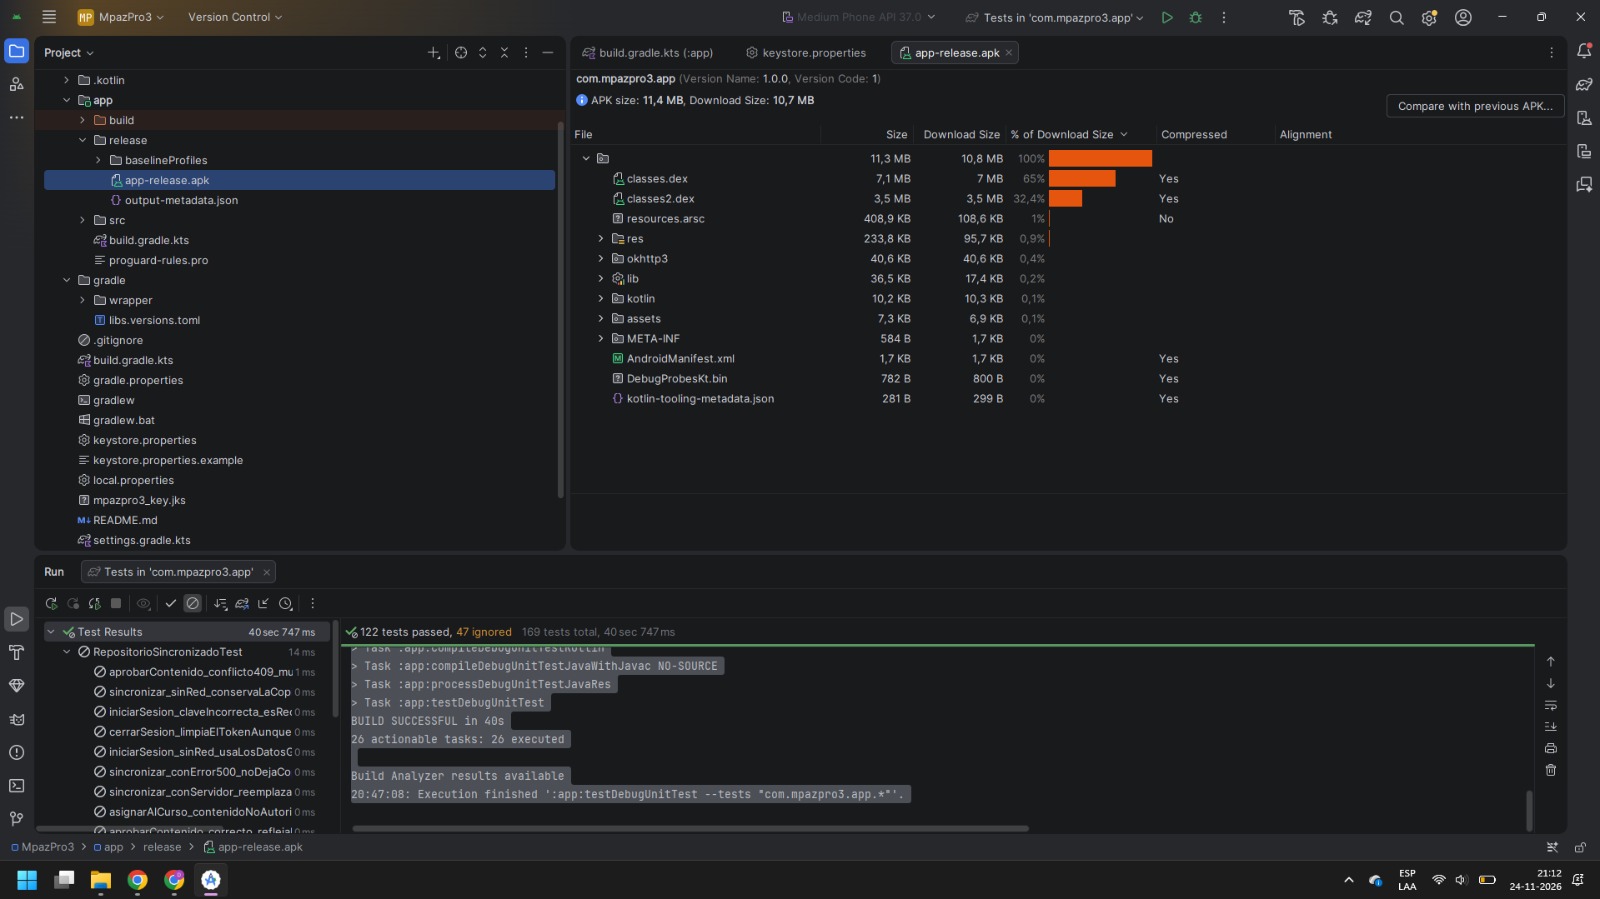 MP MpazPro3
Version Control
Medium Phone API 37.0
Tests in 'com.mpazpro3.app'
Project
.kotlin
app
build
release
baselineProfiles
app-release.apk
output-metadata.json
src
build.gradle.kts
proguard-rules.pro
gradle
wrapper
libs.versions.toml
.gitignore
build.gradle.kts
gradle.properties
gradlew
gradlew.bat
keystore.properties
keystore.properties.example
local.properties
mpazpro3_key.jks
README.md
settings.gradle.kts
build.gradle.kts (:app)
keystore.properties
app-release.apk
com.mpazpro3.app (Version Name: 1.0.0, Version Code: 1)
APK size: 11,4 MB, Download Size: 10,7 MB
Compare with previous APK...
File Size Download Size % of Download Size Compressed Alignment
11,3 MB 10,8 MB 100%
classes.dex 7,1 MB 7 MB 65% Yes
classes2.dex 3,5 MB 3,5 MB 32,4% Yes
resources.arsc 408,9 KB 108,6 KB 1% No
res 233,8 KB 95,7 KB 0,9%
okhttp3 40,6 KB 40,6 KB 0,4%
lib 36,5 KB 17,4 KB 0,2%
kotlin 10,2 KB 10,3 KB 0,1%
assets 7,3 KB 6,9 KB 0,1%
META-INF 584 B 1,7 KB 0%
AndroidManifest.xml 1,7 KB 1,7 KB 0% Yes
DebugProbesKt.bin 782 B 800 B 0% Yes
kotlin-tooling-metadata.json 281 B 299 B 0% Yes
Run
Tests in 'com.mpazpro3.app'
Test Results 40 sec 747 ms
RepositorioSincronizadoTest 14 ms
aprobarContenido_conflicto409_mu 1 ms
sincronizar_sinRed_conservaLaCop 0 ms
iniciarSesion_claveIncorrecta_esRec 0 ms
cerrarSesion_limpiaElTokenAunque 0 ms
iniciarSesion_sinRed_usaLosDatosG 0 ms
sincronizar_conError500_noDejaCo 0 ms
sincronizar_conServidor_reemplaza 0 ms
asignarAlCurso_contenidoNoAutori 0 ms
aprobarContenido_correcto_reflejal 0 ms
122 tests passed, 47 ignored 169 tests total, 40 sec 747 ms
> Task :app:compileDebugUnitTestKotlin
> Task :app:compileDebugUnitTestJavaWithJavac NO-SOURCE
> Task :app:processDebugUnitTestJavaRes
> Task :app:testDebugUnitTest
BUILD SUCCESSFUL in 40s
26 actionable tasks: 26 executed
Build Analyzer results available
20:47:08: Execution finished ':app:testDebugUnitTest --tests "com.mpazpro3.app.*"'.
MpazPro3 > app > release > app-release.apk
ESP
LAA
21:12
24-11-2026